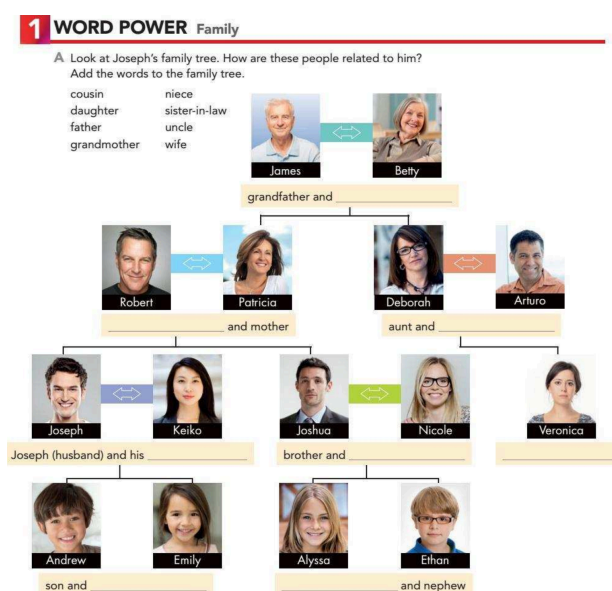 1 WORD POWER Family
A Look at Joseph's family tree. How are these people related to him?
Add the words to the family tree.
cousin niece
daughter sister-in-law
father uncle
grandmother wife
James Betty
grandfather and
Robert Patricia Deborah Arturo
and mother aunt and
Joseph Keiko Joshua Nicole Veronica
Joseph (husband) and his brother and
Andrew Emily Alyssa Ethan
son and and nephew